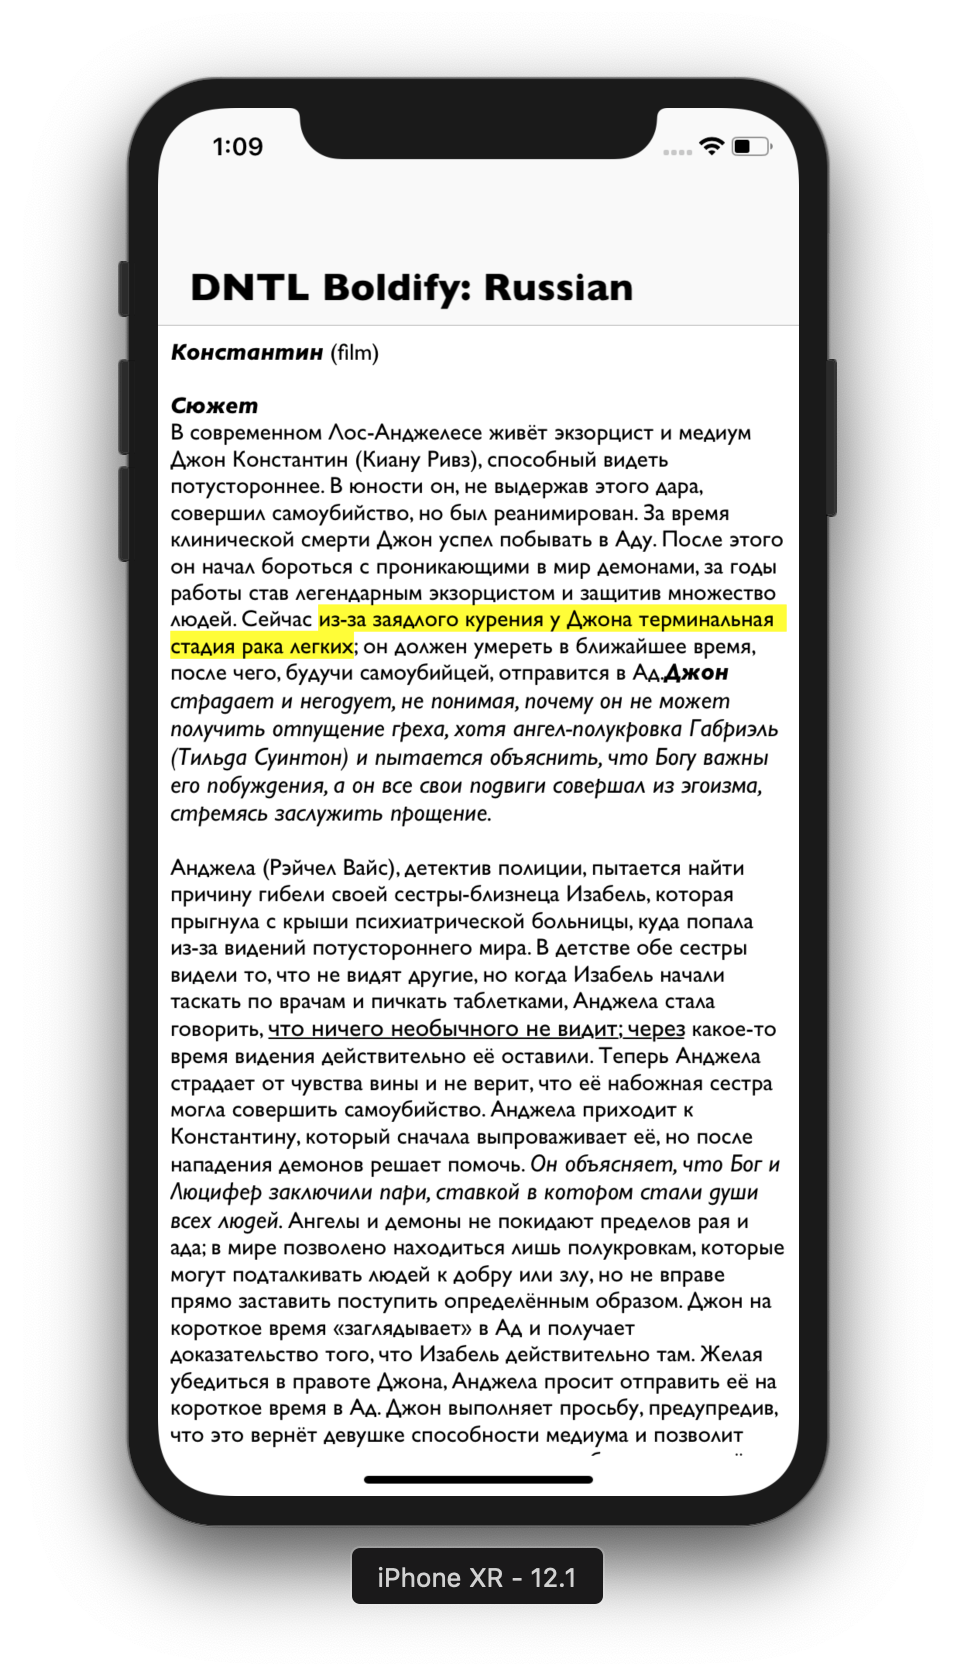 1:09
DNTL Boldify: Russian
Константин (film)
Сюжет
В современном Лос-Анджелесе живёт экзорцист и медиум
Джон Константин (Киану Ривз), способный видеть
потустороннее. В юности он, не выдержав этого дара,
совершил самоубийство, но был реанимирован. За время
клинической смерти Джон успел побывать в Аду. После этого
он начал бороться с проникающими в мир демонами, за годы
работы став легендарным экзорцистом и защитив множество
людей. Сейчас из-за заядлого курения у Джона терминальная
стадия рака легких; он должен умереть в ближайшее время,
после чего, будучи самоубийцей, отправится в Ад.Джон
страдает и негодует, не понимая, почему он не может
получить отпущение греха, хотя ангел-полукровка Габриэль
(Тильда Суинтон) и пытается объяснить, что Богу важны
его побуждения, а он все свои подвиги совершал из эгоизма,
стремясь заслужить прощение.
Анджела (Рэйчел Вайс), детектив полиции, пытается найти
причину гибели своей сестры-близнеца Изабель, которая
прыгнула с крыши психиатрической больницы, куда попала
из-за видений потустороннего мира. В детстве обе сестры
видели то, что не видят другие, но когда Изабель начали
таскать по врачам и пичкать таблетками, Анджела стала
говорить, что ничего необычного не видит; через какое-то
время видения действительно её оставили. Теперь Анджела
страдает от чувства вины и не верит, что её набожная сестра
могла совершить самоубийство. Анджела приходит к
Константину, который сначала выпроваживает её, но после
нападения демонов решает помочь. Он объясняет, что Бог и
Люцифер заключили пари, ставкой в котором стали души
всех людей. Ангелы и демоны не покидают пределов рая и
ада; в мире позволено находиться лишь полукровкам, которые
могут подталкивать людей к добру или злу, но не вправе
прямо заставить поступить определённым образом. Джон на
короткое время «заглядывает» в Ад и получает
доказательство того, что Изабель действительно там. Желая
убедиться в правоте Джона, Анджела просит отправить её на
короткое время в Ад. Джон выполняет просьбу, предупредив,
что это вернёт девушке способности медиума и позволит
iPhone XR - 12.1